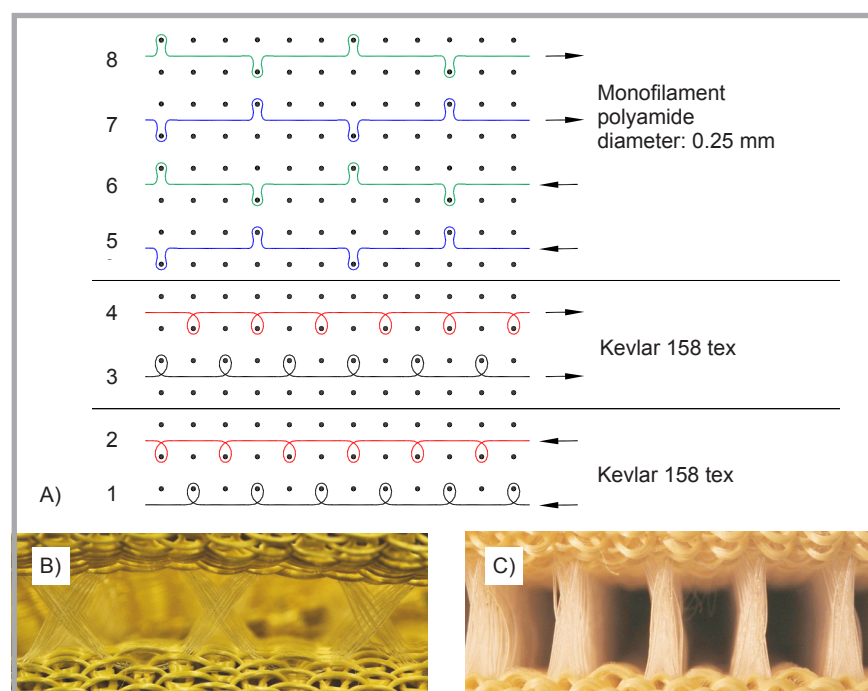 8
7
Monofilament
polyamide
diameter: 0.25 mm
6
5
4
3
Kevlar 158 tex
2
1
Kevlar 158 tex
A)
B)
C)